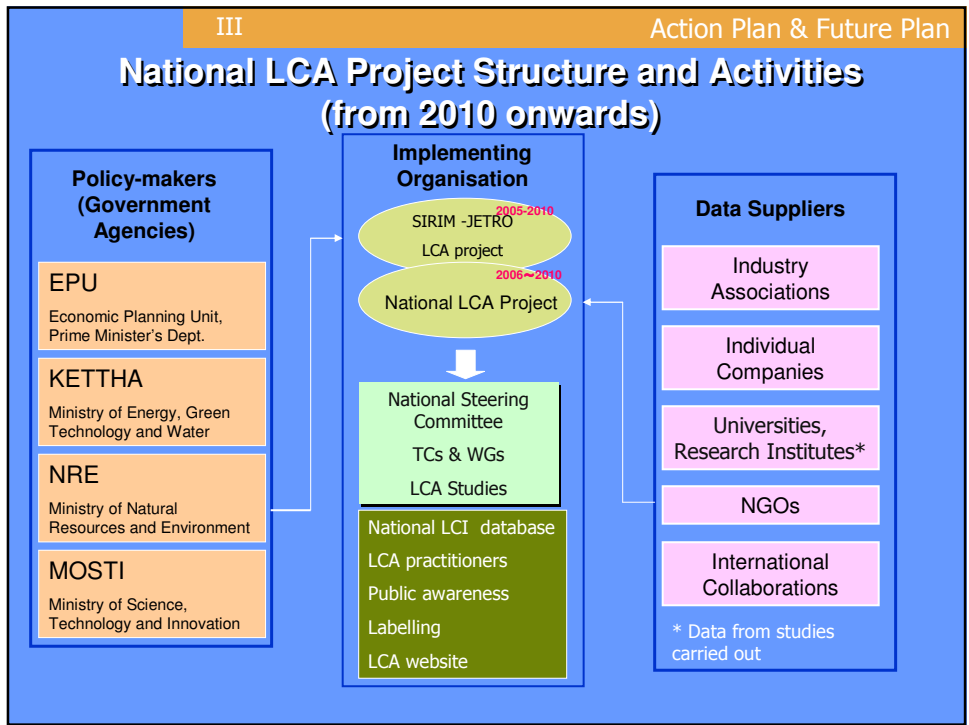 III
Action Plan & Future Plan
National LCA Project Structure and Activities
(from 2010 onwards)
Policy-makers
(Government
Agencies)
EPU
Economic Planning Unit,
Prime Minister's Dept.
KETTHA
Ministry of Energy, Green
Technology and Water
NRE
Ministry of Natural
Resources and Environment
MOSTI
Ministry of Science,
Technology and Innovation
Implementing
Organisation
2005-2010
SIRIM -JETRO
LCA project
2006~2010
National LCA Project
National Steering
Committee
TCs & WGs
LCA Studies
National LCI database
LCA practitioners
Public awareness
Labelling
LCA website
Data Suppliers
Industry
Associations
Individual
Companies
Universities,
Research Institutes*
NGOs
International
Collaborations
* Data from studies
carried out